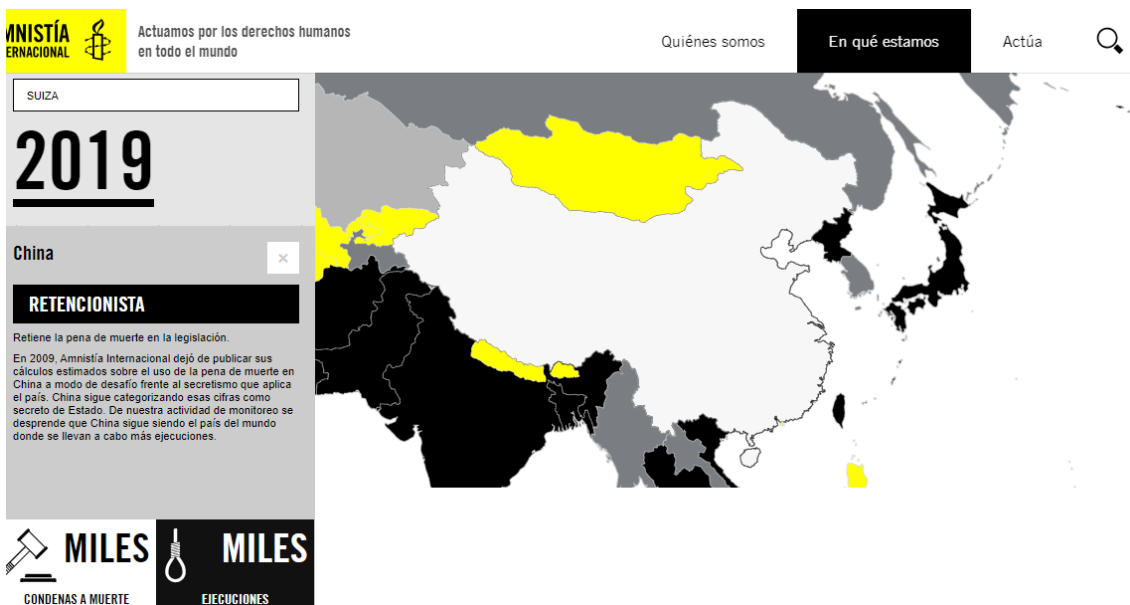 MNISTÍA
ERNACIONAL
Actuamos por los derechos humanos
en todo el mundo
Quiénes somos
En qué estamos
Actúa
SUIZA
2019
China
×
RETENCIONISTA
Retiene la pena de muerte en la legislación.
En 2009, Amnistía Internacional dejó de publicar sus
cálculos estimados sobre el uso de la pena de muerte en
China a modo de desafío frente al secretismo que aplica
el país. China sigue categorizando esas cifras como
secreto de Estado. De nuestra actividad de monitoreo se
desprende que China sigue siendo el país del mundo
donde se llevan a cabo más ejecuciones.
MILES
CONDENAS A MUERTE
MILES
EJECUCIONES